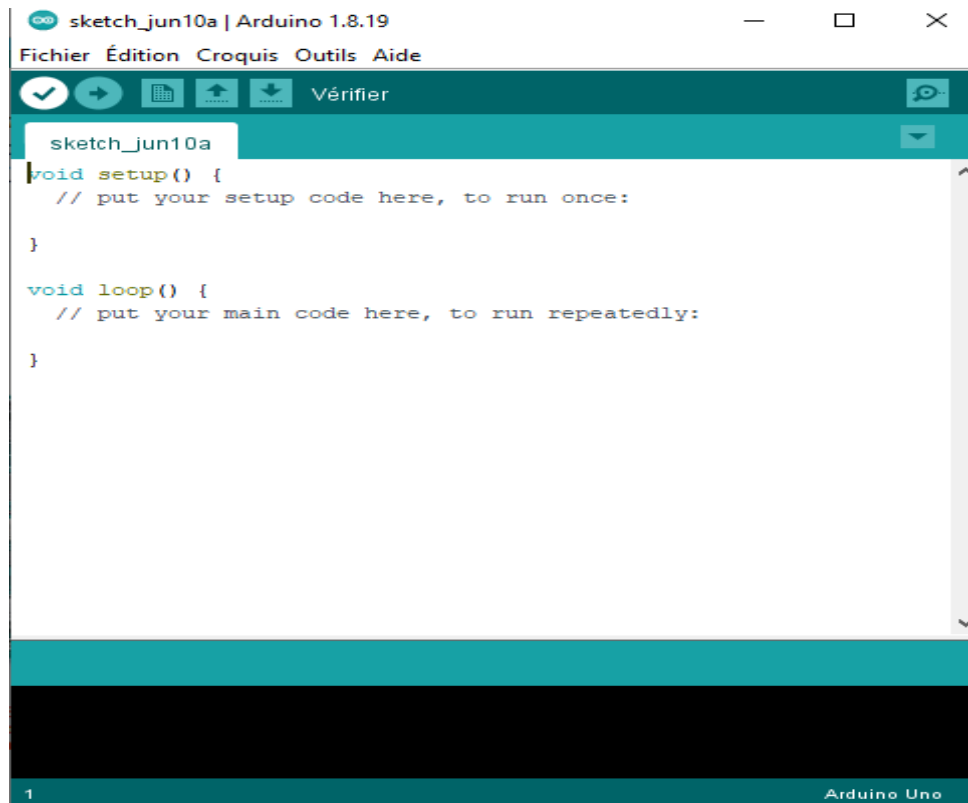 sketch_jun10a | Arduino 1.8.19
Fichier Édition Croquis Outils Aide
Vérifier
sketch_jun10a
void setup() {
  // put your setup code here, to run once:
}
void loop() {
  // put your main code here, to run repeatedly:
}
1 Arduino Uno